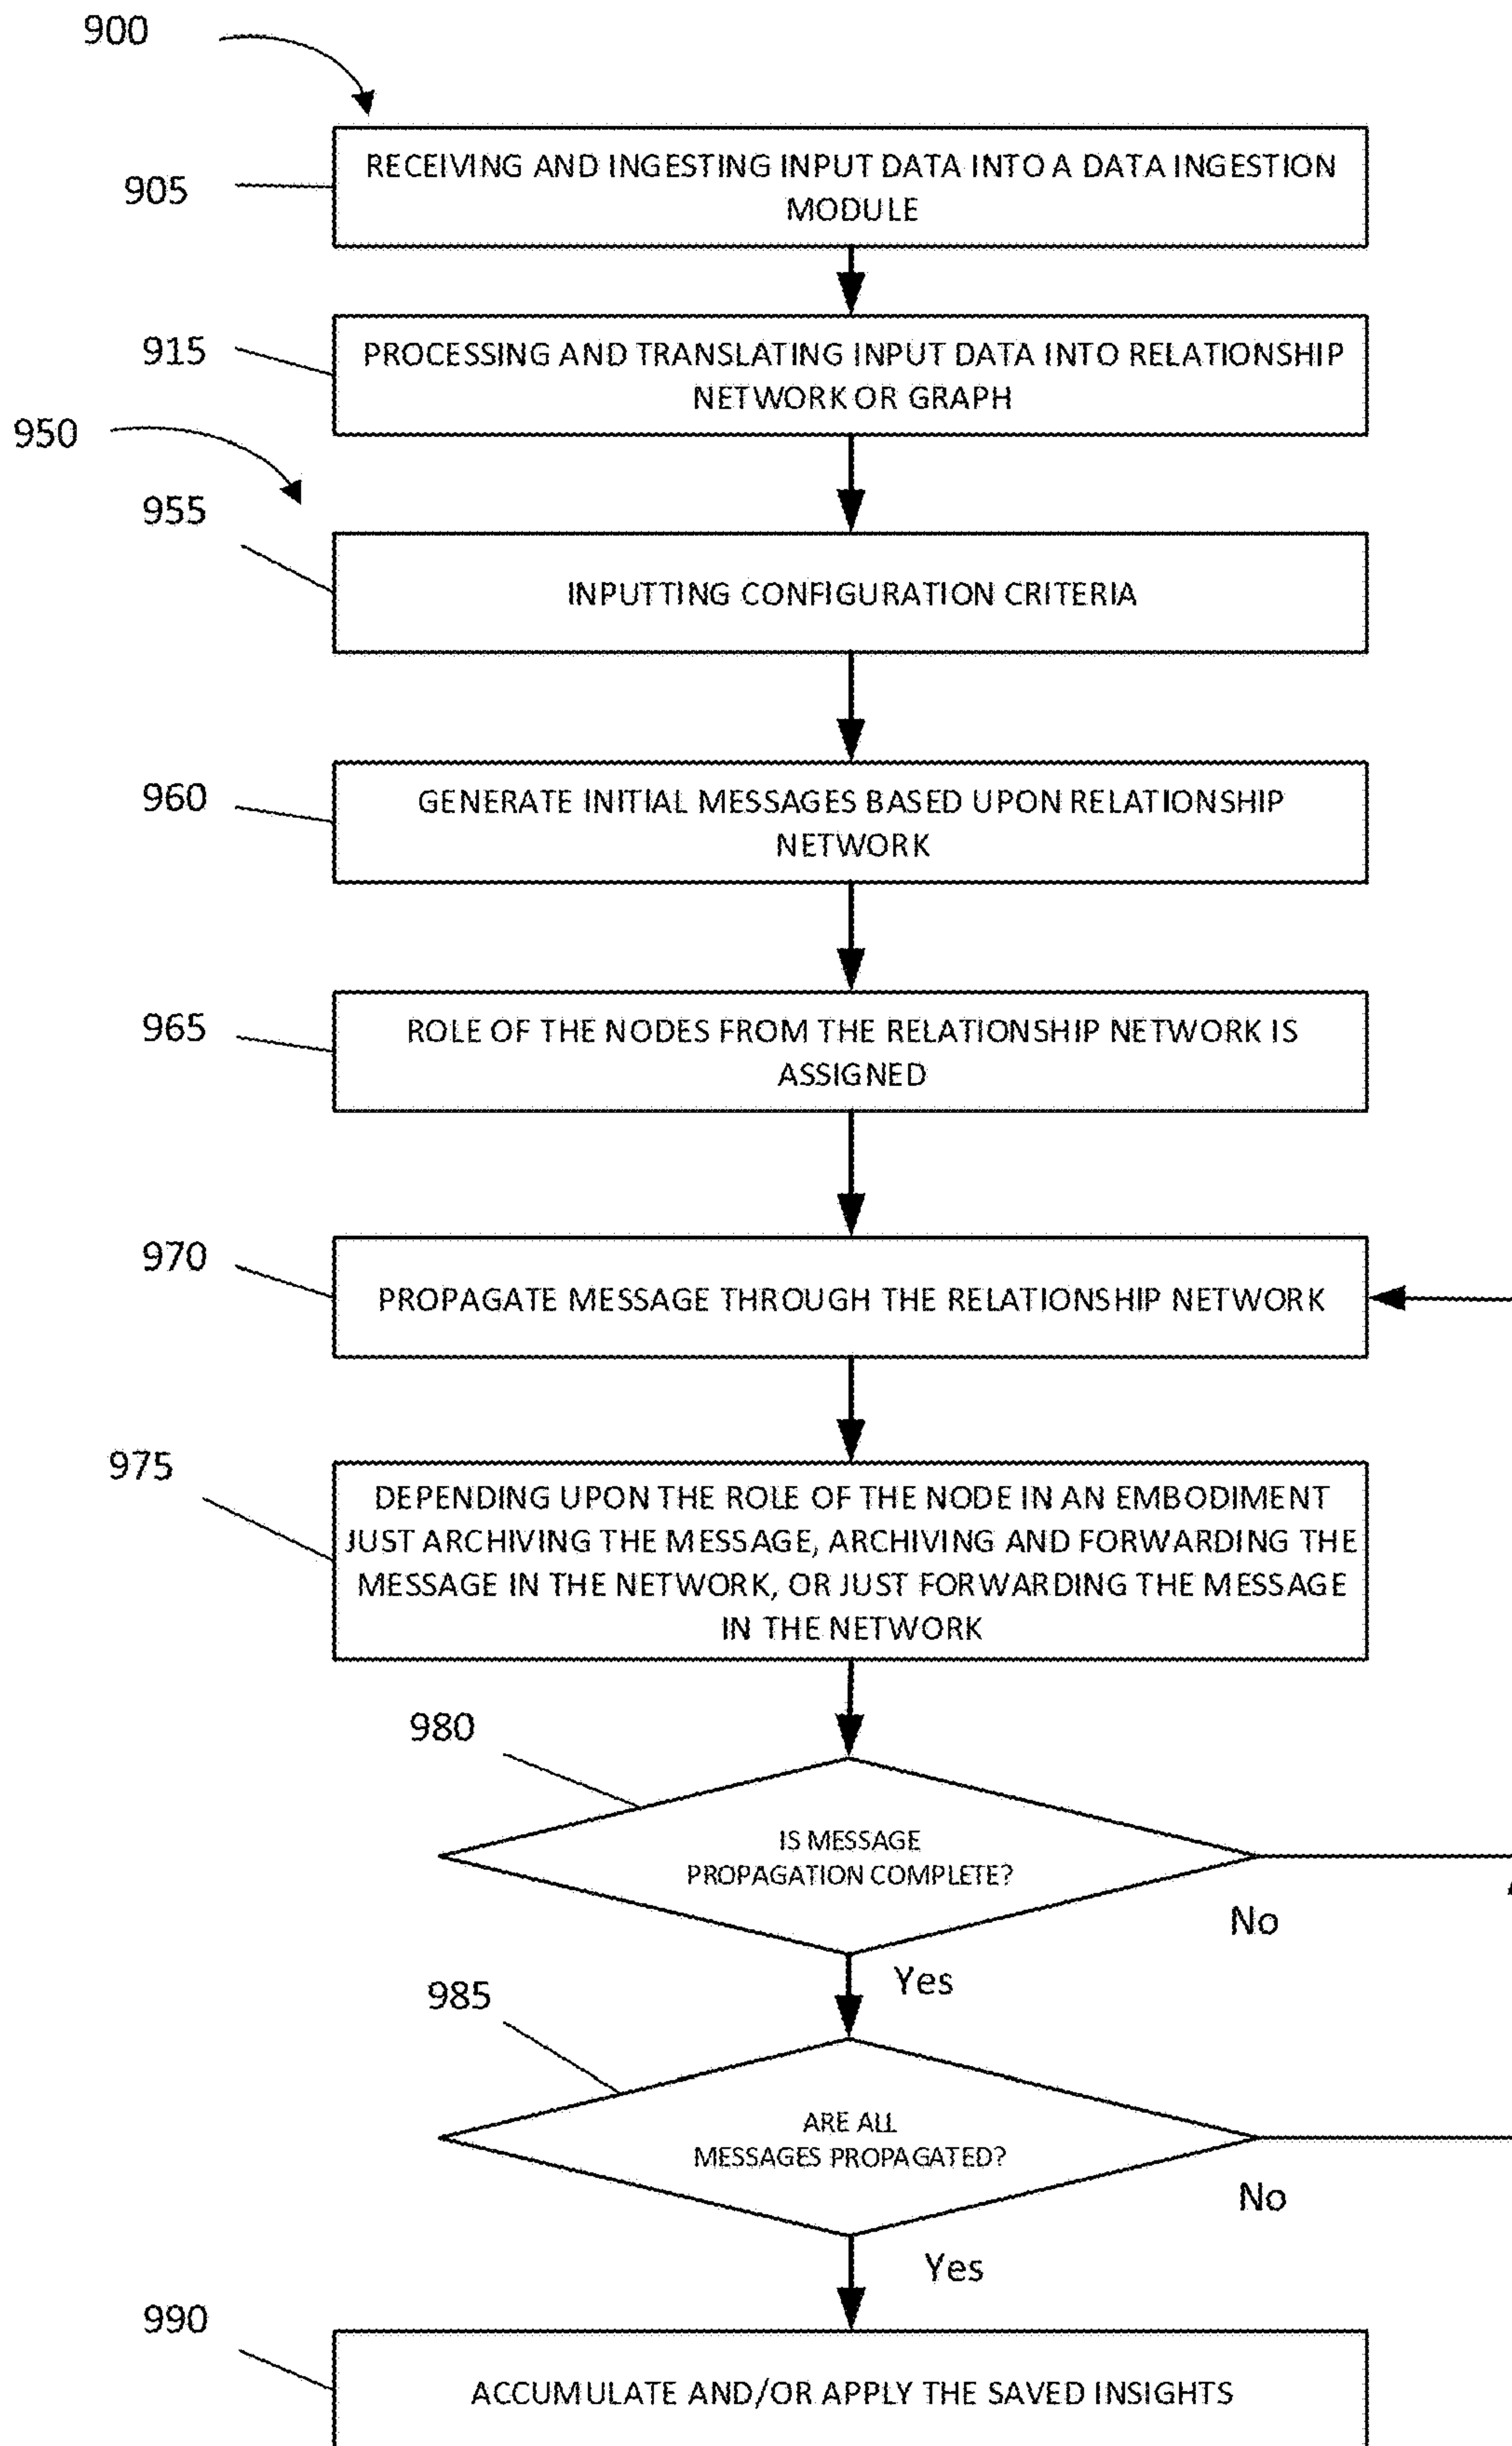 900
905
RECEIVING AND INGESTING INPUT DATA INTO A DATA INGESTION
MODULE
915
PROCESSING AND TRANSLATING INPUT DATA INTO RELATIONSHIP
NETWORK OR GRAPH
950
955
INPUTTING CONFIGURATION CRITERIA
960
GENERATE INITIAL MESSAGES BASED UPON RELATIONSHIP
NETWORK
965
ROLE OF THE NODES FROM THE RELATIONSHIP NETWORK IS
ASSIGNED
970
PROPAGATE MESSAGE THROUGH THE RELATIONSHIP NETWORK
975
DEPENDING UPON THE ROLE OF THE NODE IN AN EMBODIMENT
JUST ARCHIVING THE MESSAGE, ARCHIVING AND FORWARDING THE
MESSAGE IN THE NETWORK, OR JUST FORWARDING THE MESSAGE
IN THE NETWORK
980
IS MESSAGE
PROPAGATION COMPLETE?
No
Yes
985
ARE ALL
MESSAGES PROPAGATED?
No
Yes
990
ACCUMULATE AND/OR APPLY THE SAVED INSIGHTS